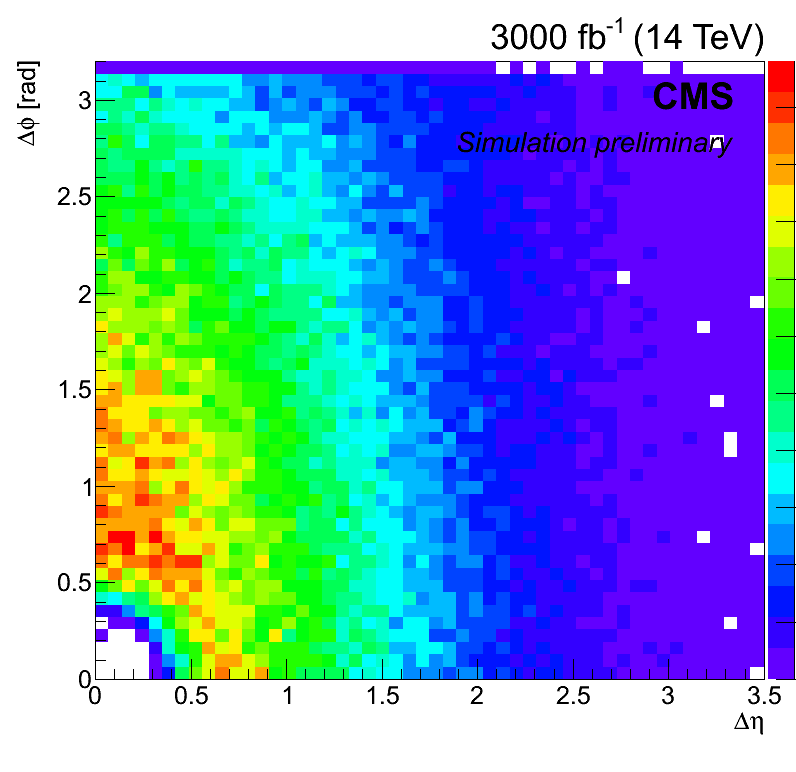 3000 fb-1 (14 TeV)
Δϕ [rad]
CMS
Simulation preliminary
3
2.5
2
1.5
1
0.5
0
0 0.5 1 1.5 2 2.5 3 3.5
Δη